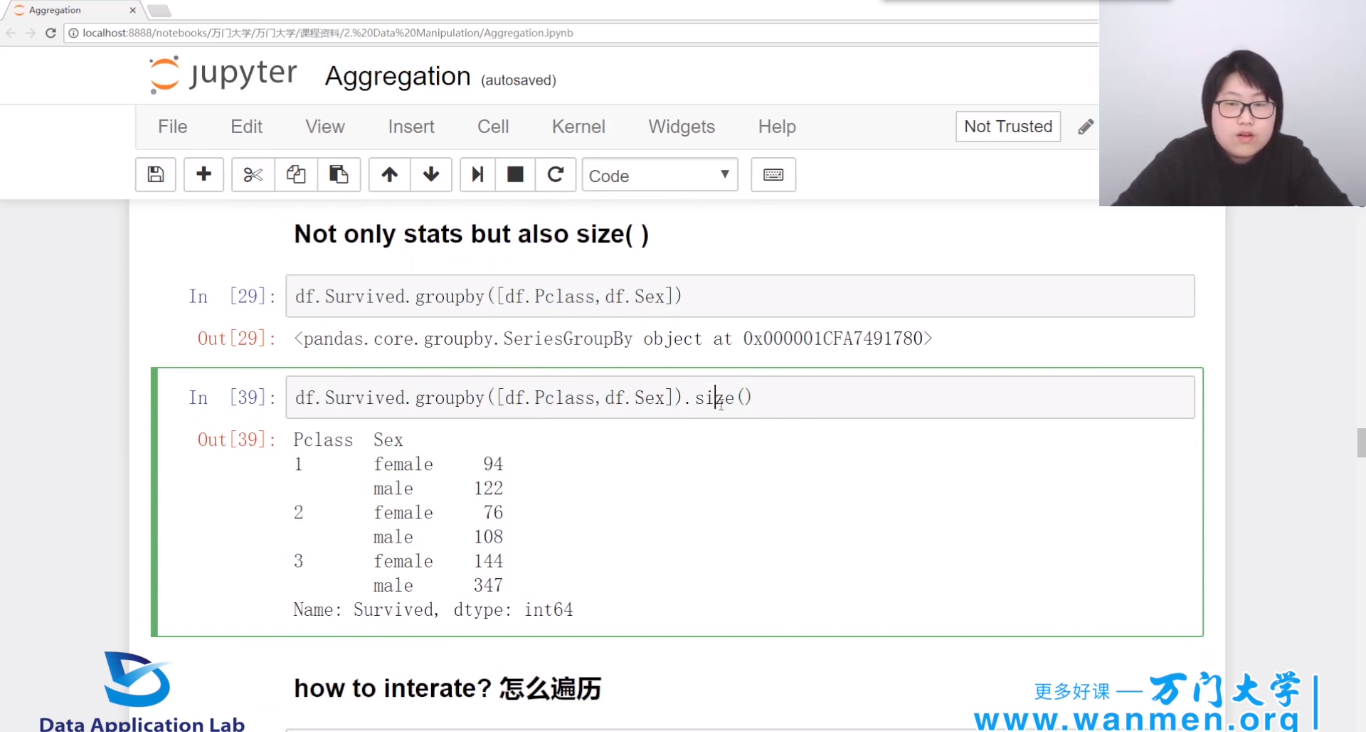 Aggregation
localhost:8888/notebooks/万门大学/万门大学/课程资料/2.%20Data%20Manipulation/Aggregation.ipynb
jupyter Aggregation (autosaved)
File Edit View Insert Cell Kernel Widgets Help Not Trusted
Code
Not only stats but also size( )
In [29]: df.Survived.groupby([df.Pclass,df.Sex])
Out[29]: <pandas.core.groupby.SeriesGroupBy object at 0x000001CFA7491780>
In [39]: df.Survived.groupby([df.Pclass,df.Sex]).size()
Out[39]: Pclass Sex
1 female 94
male 122
2 female 76
male 108
3 female 144
male 347
Name: Survived, dtype: int64
how to interate? 怎么遍历
Data Application Lab
更多好课 — 万门大学
www.wanmen.org